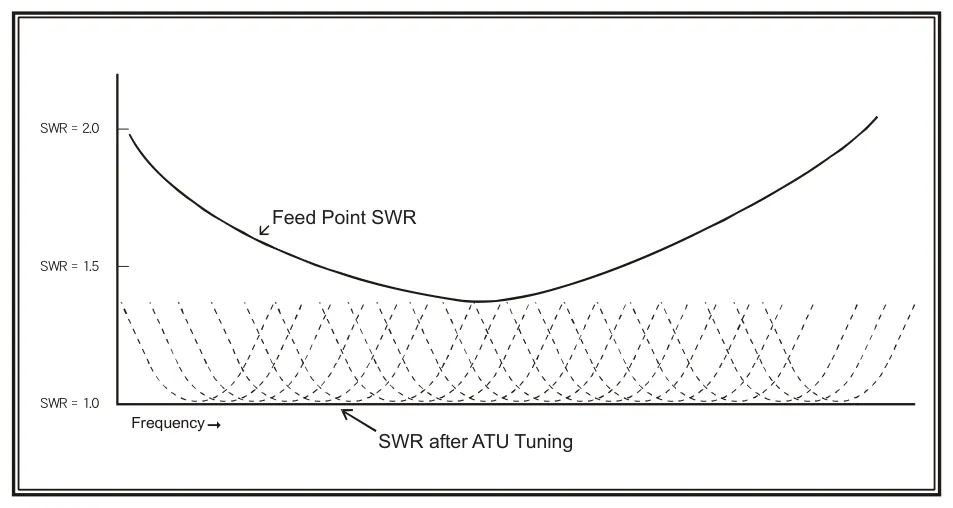 SWR = 2.0
Feed Point SWR
SWR = 1.5
SWR = 1.0
Frequency→
SWR after ATU Tuning